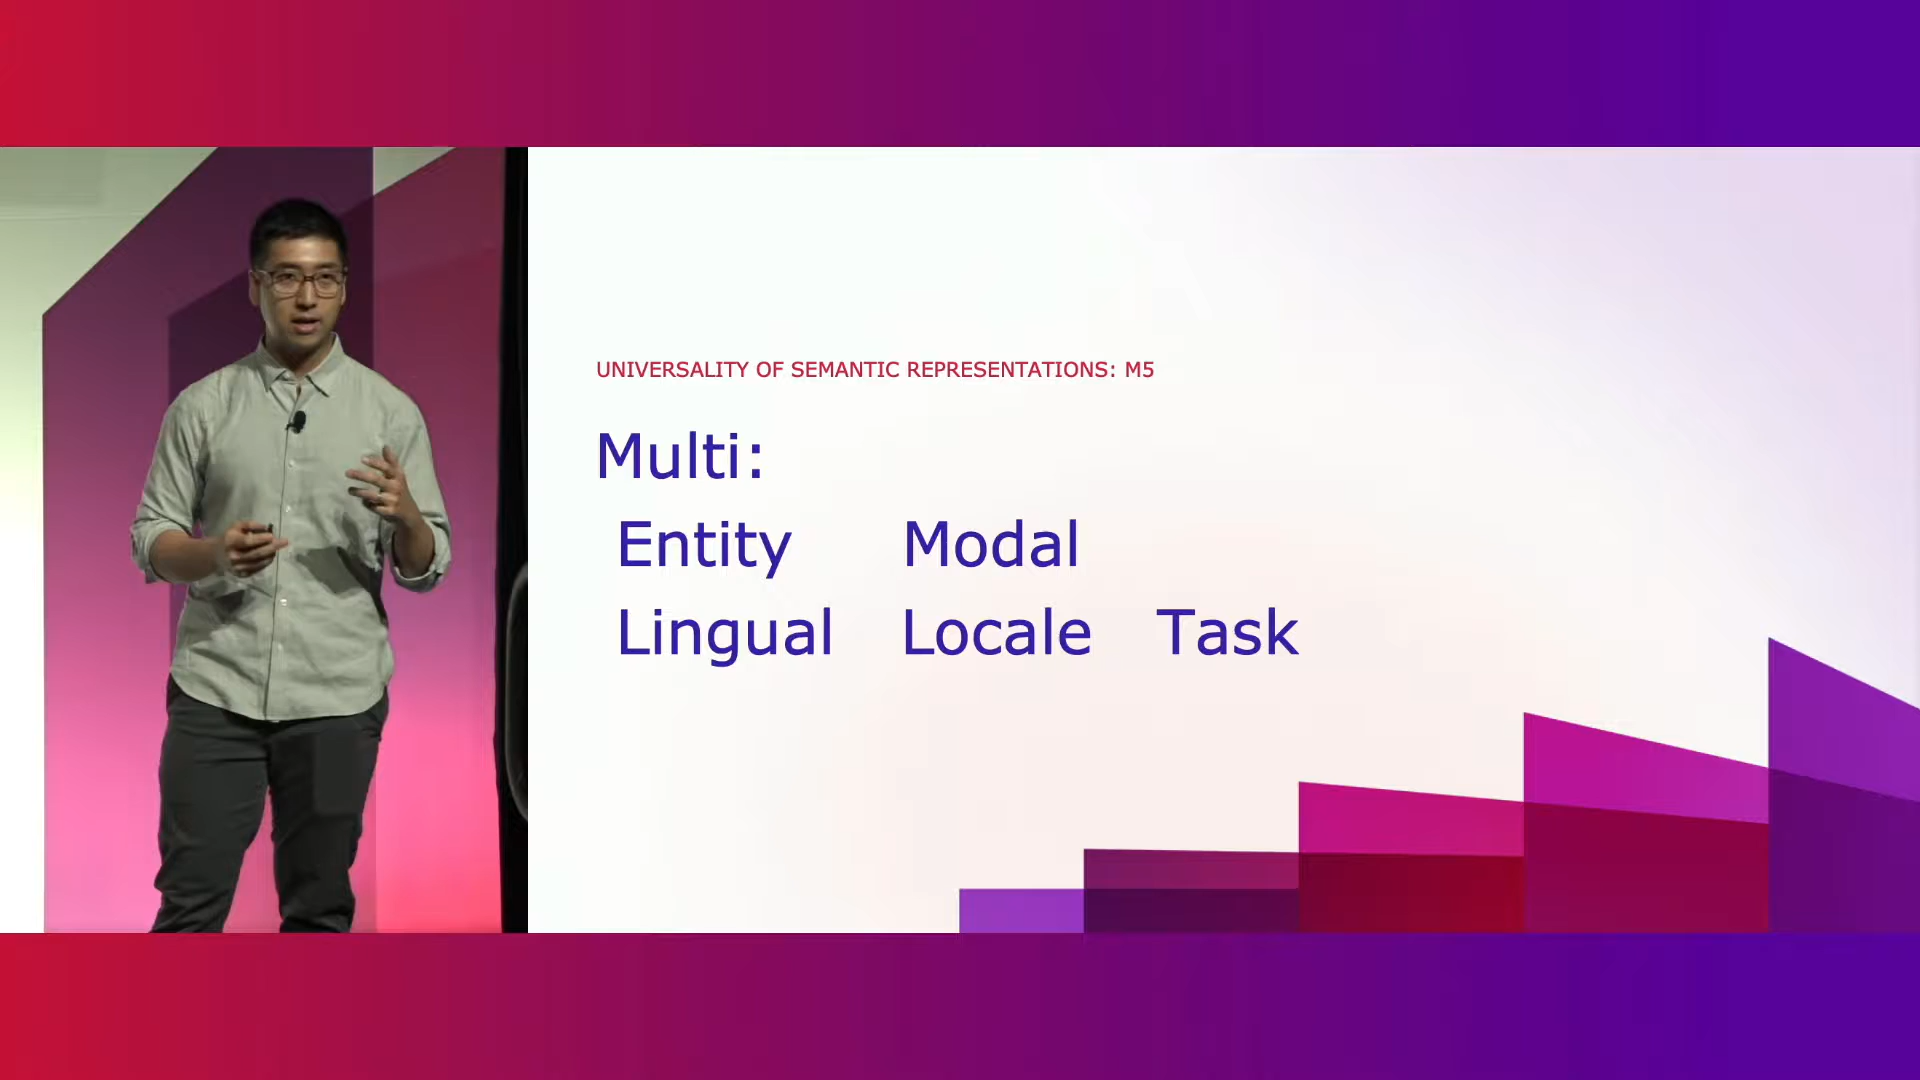 UNIVERSALITY OF SEMANTIC REPRESENTATIONS: M5
Multi:
Entity Modal
Lingual Locale Task